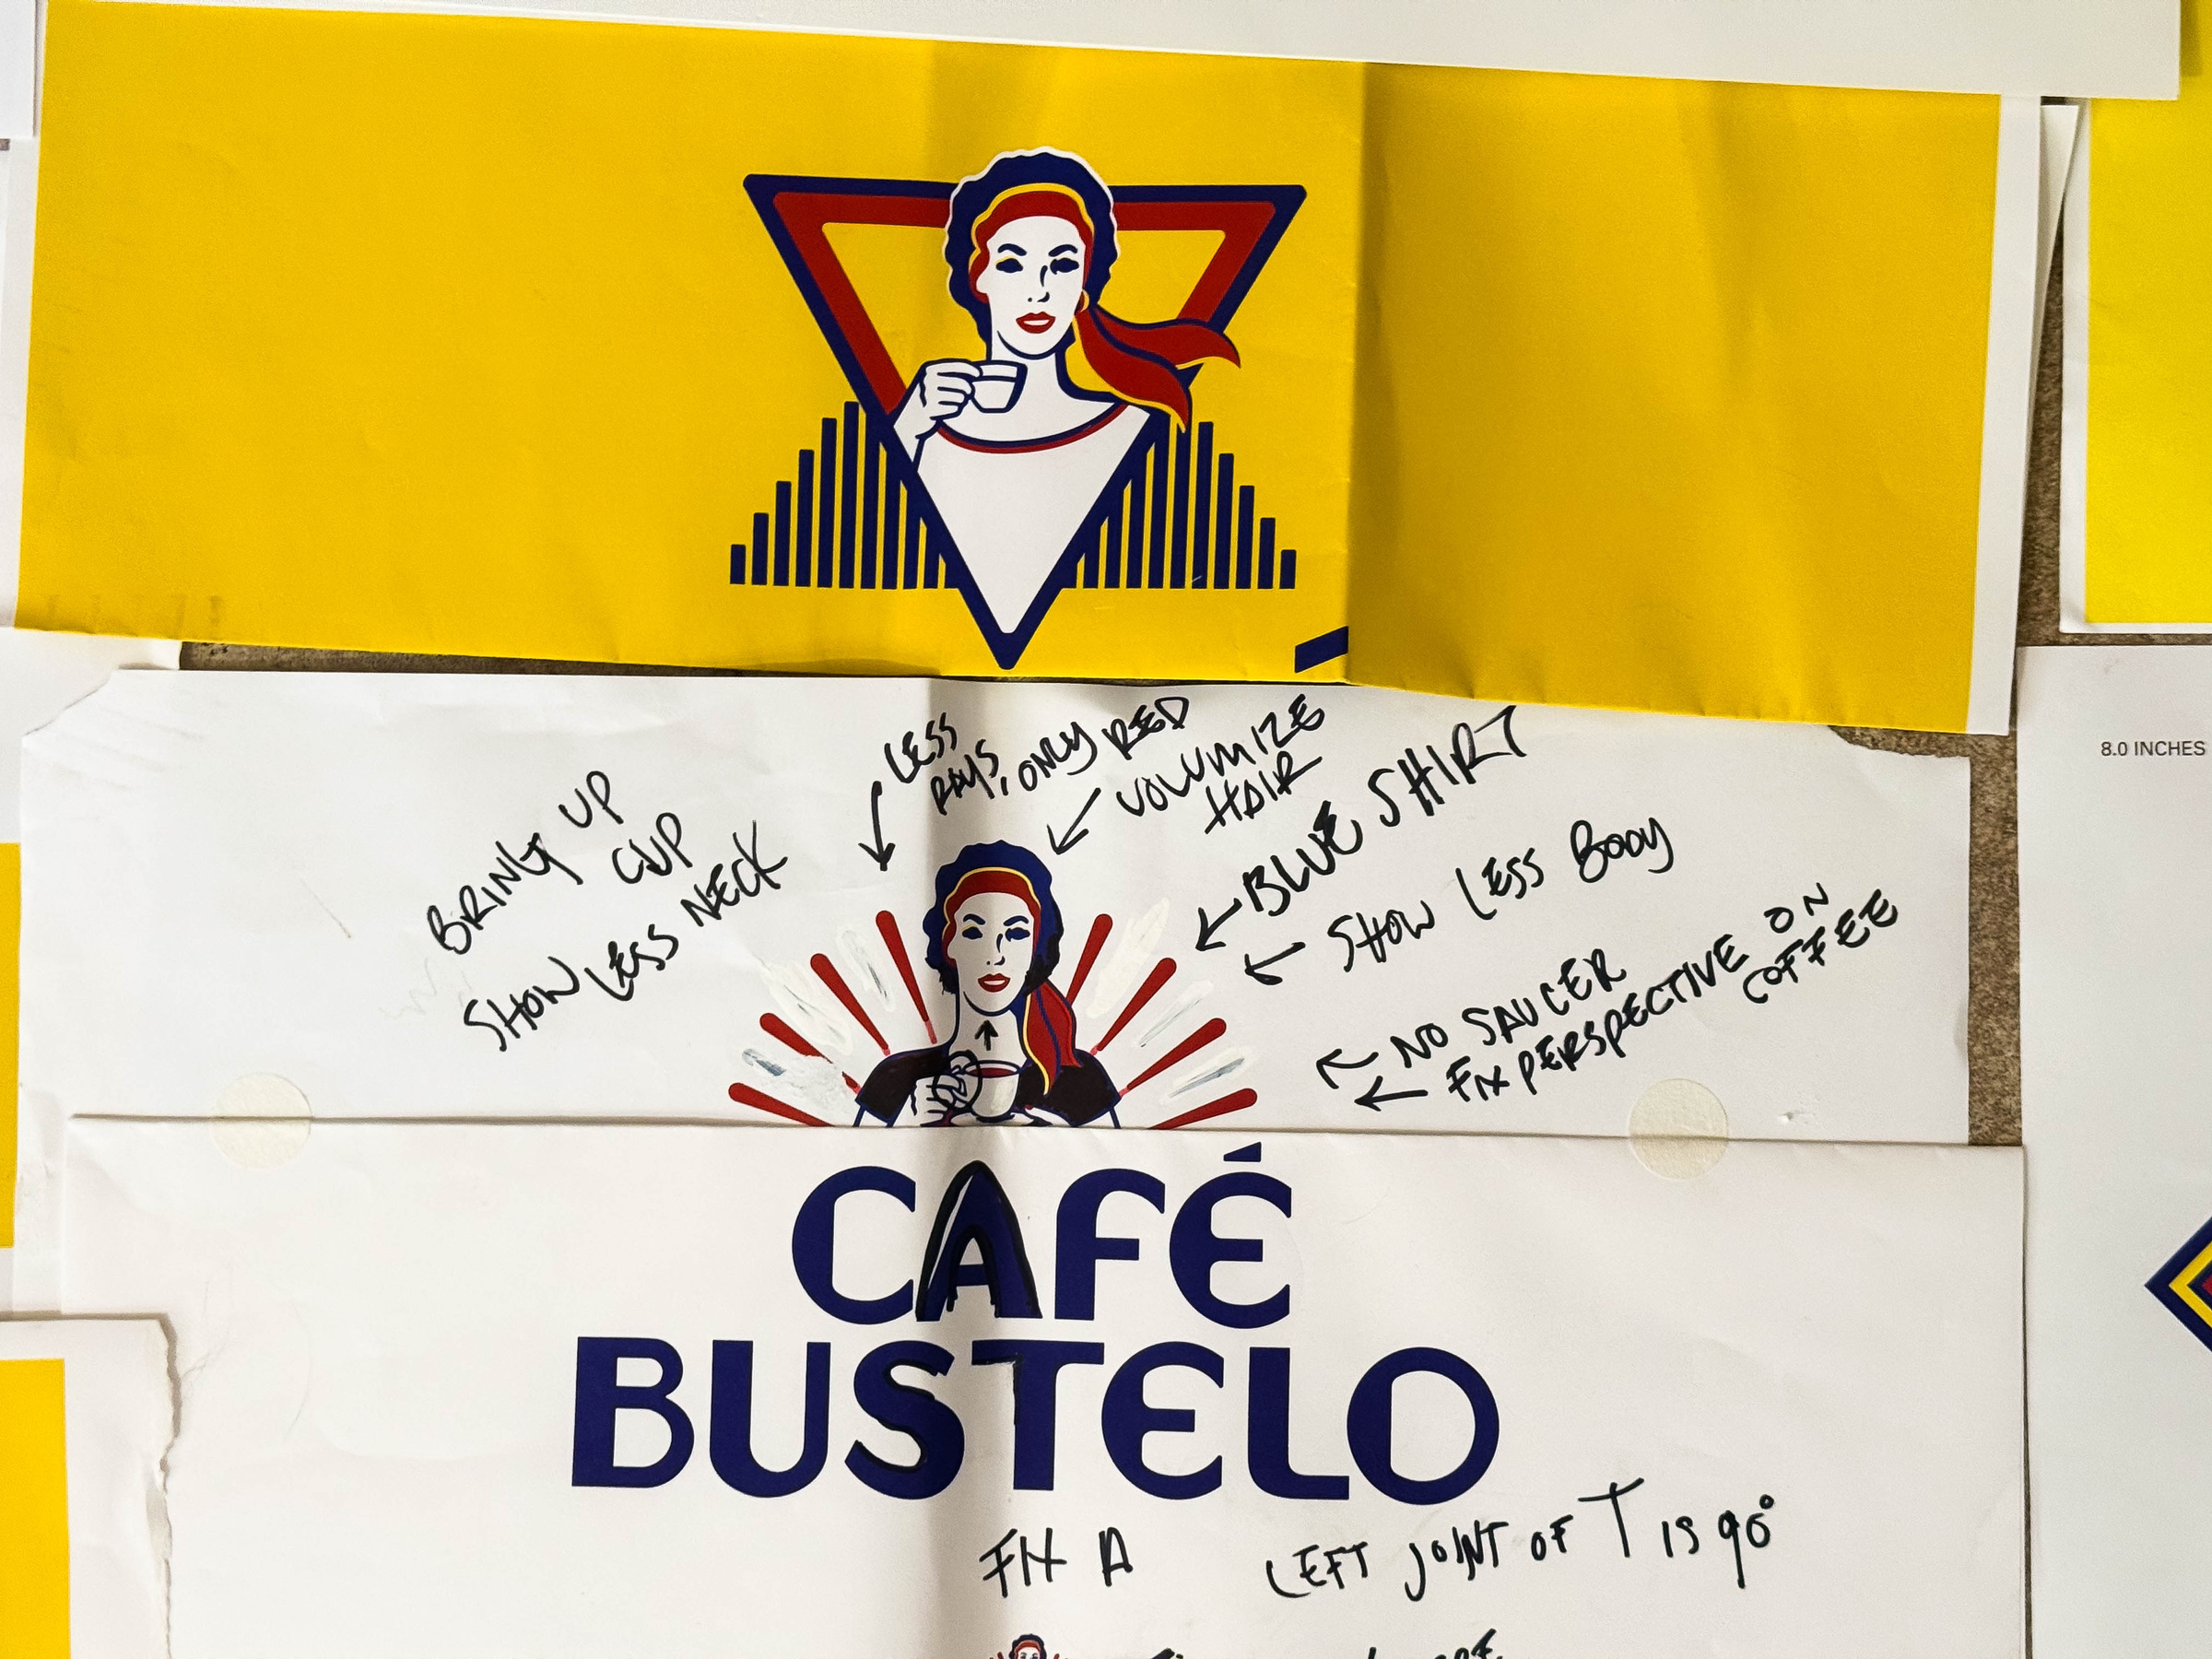 8.0 INCHES
LESS
RAYS, ONLY RED
VOLUMIZE
HAIR
BLUE SHIRT
BRING UP
CUP
SHOW LESS NECK
SHOW LESS BODY
NO SAUCER
FIX PERSPECTIVE ON
COFFEE
CAFÉ
BUSTELO
FIX A
LEFT JOINT OF T IS 90°